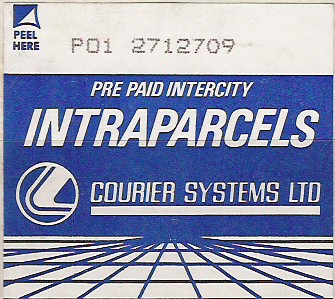 PEEL
HERE
P01 2712709
PRE PAID INTERCITY
INTRAPARCELS
COURIER SYSTEMS LTD